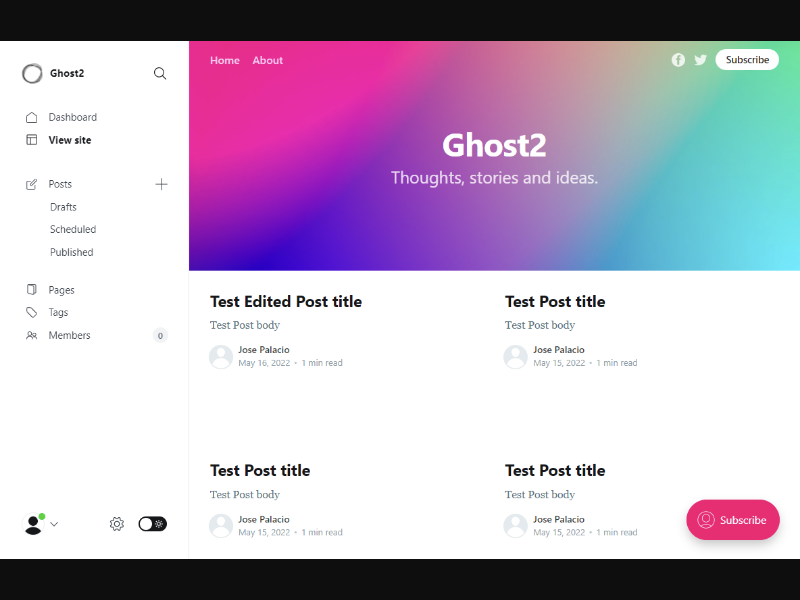 Ghost2
Dashboard
View site
Posts
Drafts
Scheduled
Published
Pages
Tags
Members 0
Home About
Subscribe
Ghost2
Thoughts, stories and ideas.
Test Edited Post title
Test Post body
Jose Palacio
May 16, 2022 • 1 min read
Test Post title
Test Post body
Jose Palacio
May 15, 2022 • 1 min read
Test Post title
Test Post body
Jose Palacio
May 15, 2022 • 1 min read
Test Post title
Test Post body
Jose Palacio
May 15, 2022 • 1 min read
Subscribe